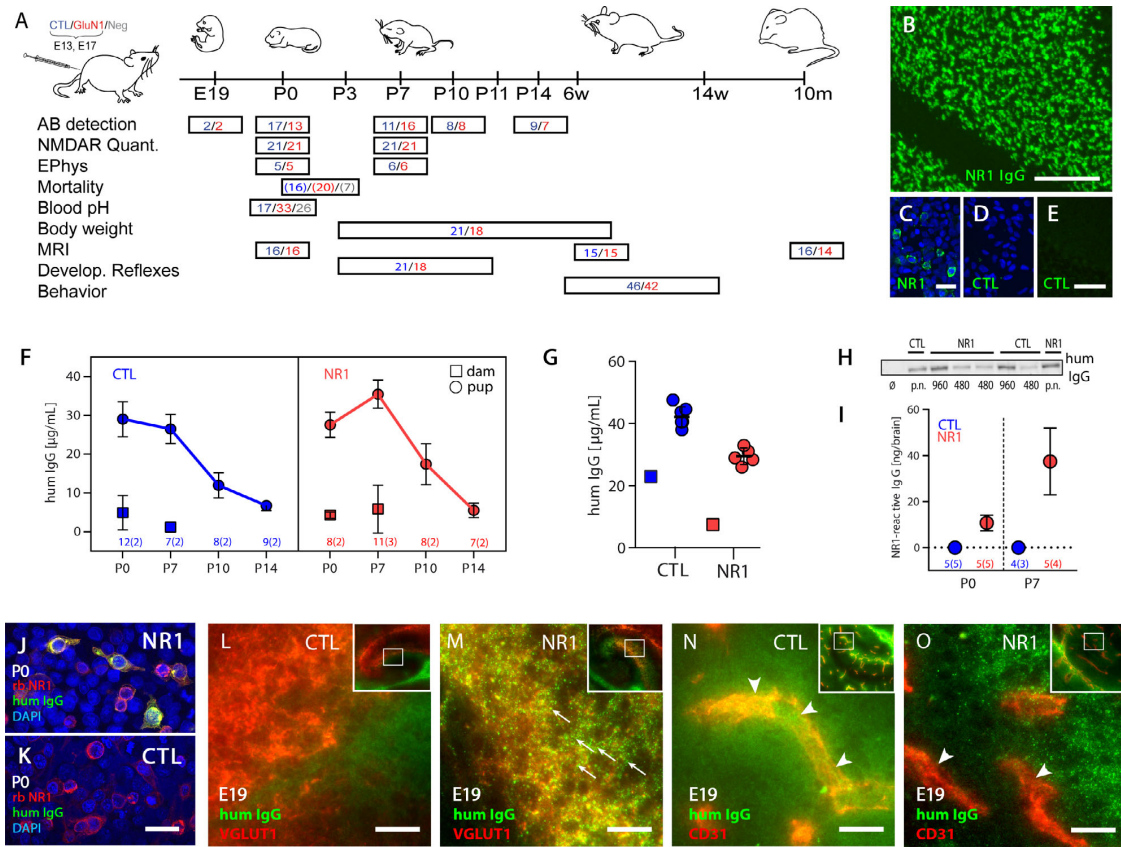 A
CTL/GluN1/Neg
E13, E17
E19 P0 P3 P7 P10 P11 P14 6w 14w 10m
AB detection 2/2 17/13 11/16 8/8 9/7
NMDAR Quant. 21/21 21/21
EPhys 5/5 6/6
Mortality (16)/(20)/(7)
Blood pH 17/33/26
Body weight 21/18
MRI 16/16 15/15 16/14
Develop. Reflexes 21/18
Behavior 46/42
B
NR1 IgG
C D E
NR1 CTL CTL
F
CTL NR1
dam
pup
hum IgG [µg/mL]
40
30
20
10
0
12(2) 7(2) 8(2) 9(2) 8(2) 11(3) 8(2) 7(2)
P0 P7 P10 P14 P0 P7 P10 P14
G
hum IgG [µg/mL]
60
40
20
0
CTL NR1
H
CTL NR1 CTL NR1
hum
IgG
0 p.n. 960 480 480 960 480 p.n.
I
CTL
NR1
NR1-reactive IgG [ng/brain]
60
40
20
0
5(5) 5(5) 4(3) 5(4)
P0 P7
J NR1
P0
rb NR1
hum IgG
DAPI
K CTL
P0
rb NR1
hum IgG
DAPI
L CTL
E19
hum IgG
VGLUT1
M NR1
E19
hum IgG
VGLUT1
N CTL
E19
hum IgG
CD31
O NR1
E19
hum IgG
CD31